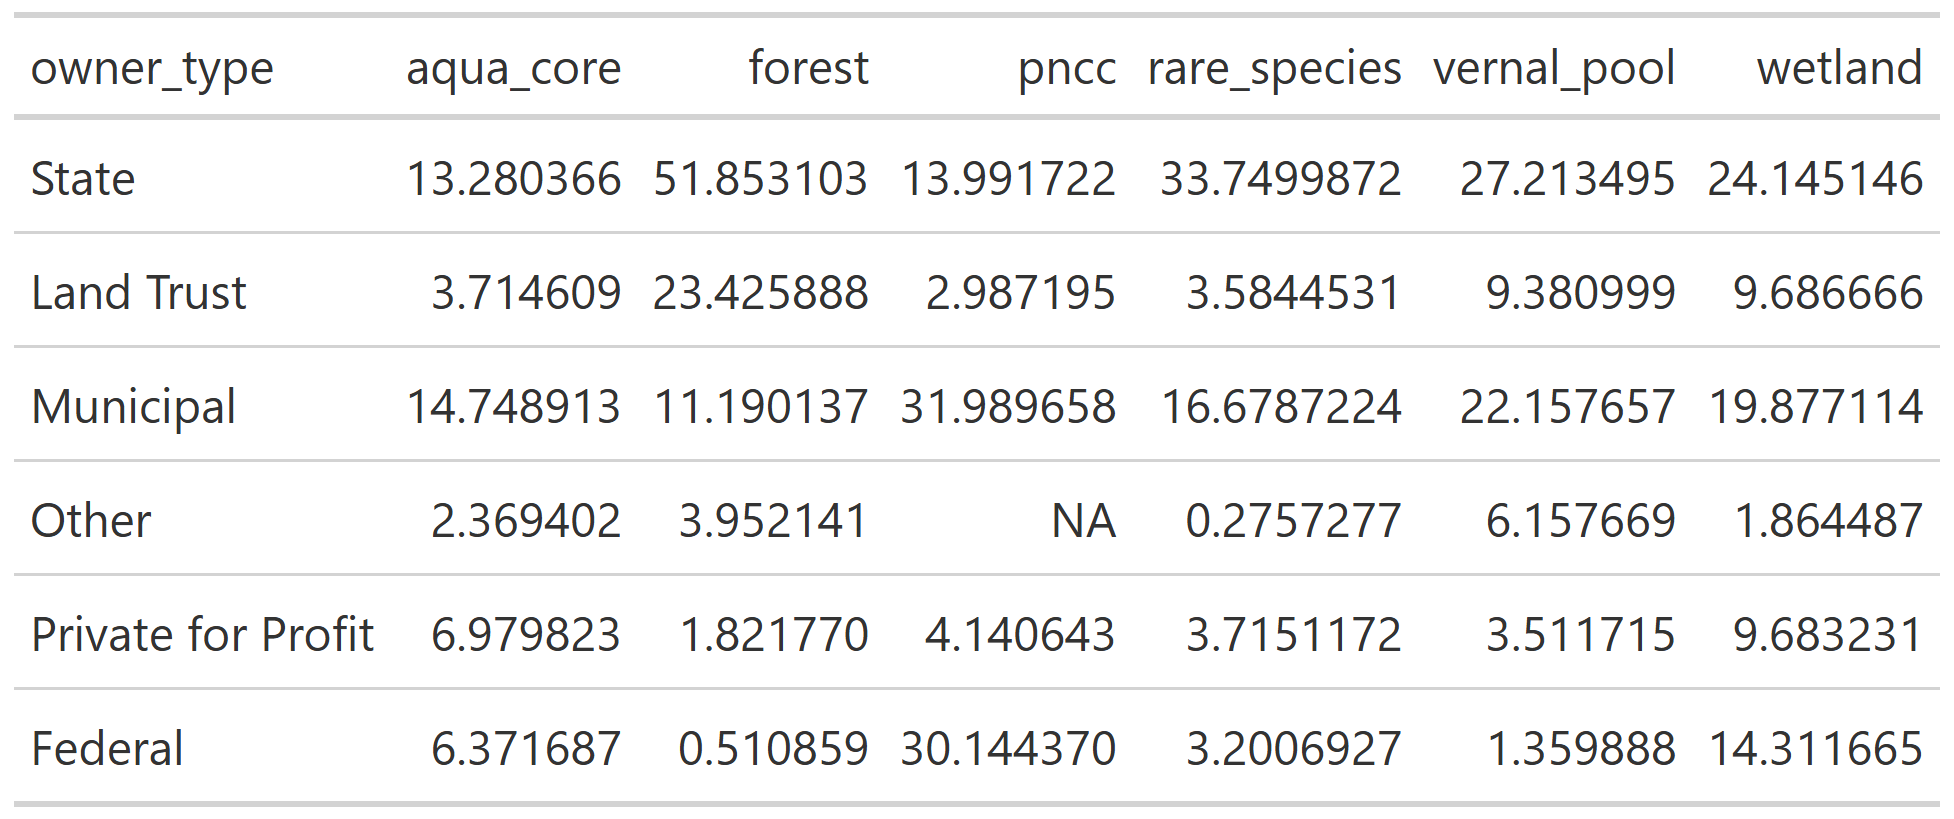 owner_type aqua_core forest pncc rare_species vernal_pool wetland
State 13.280366 51.853103 13.991722 33.7499872 27.213495 24.145146
Land Trust 3.714609 23.425888 2.987195 3.5844531 9.380999 9.686666
Municipal 14.748913 11.190137 31.989658 16.6787224 22.157657 19.877114
Other 2.369402 3.952141 NA 0.2757277 6.157669 1.864487
Private for Profit 6.979823 1.821770 4.140643 3.7151172 3.511715 9.683231
Federal 6.371687 0.510859 30.144370 3.2006927 1.359888 14.311665